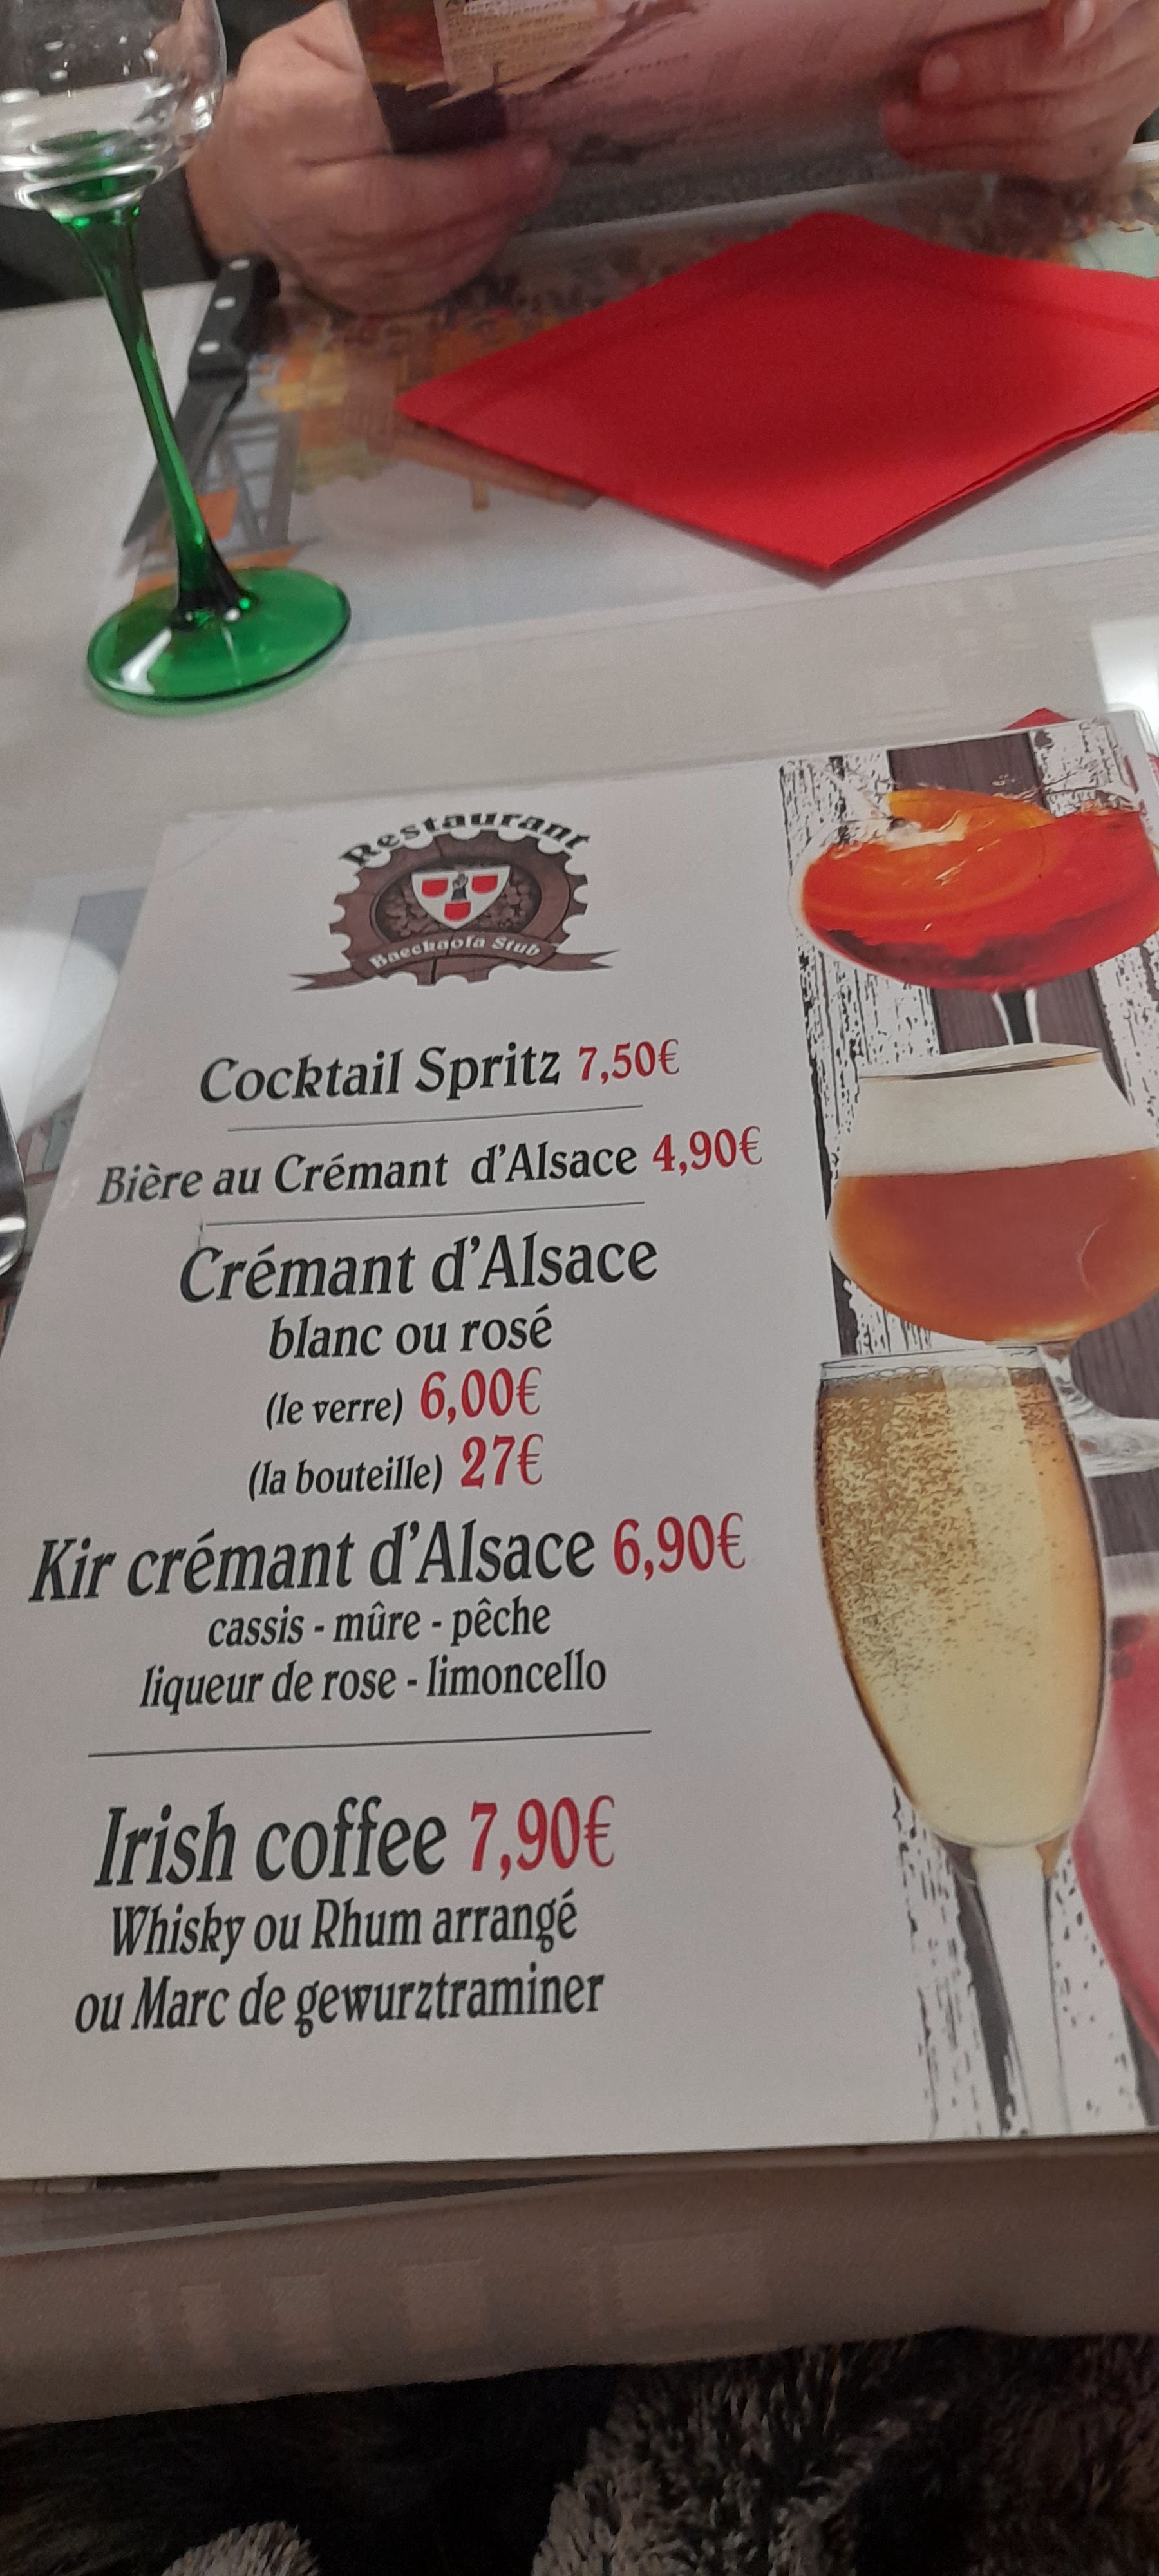 Restaurant
Baeckaofa Stub
Cocktail Spritz 7,50€
Bière au Crémant d'Alsace 4,90€
Crémant d'Alsace
blanc ou rosé
(le verre) 6,00€
(la bouteille) 27€
Kir crémant d'Alsace 6,90€
cassis - mûre - pêche
liqueur de rose - limoncello
Irish coffee 7,90€
Whisky ou Rhum arrangé
ou Marc de gewurztraminer